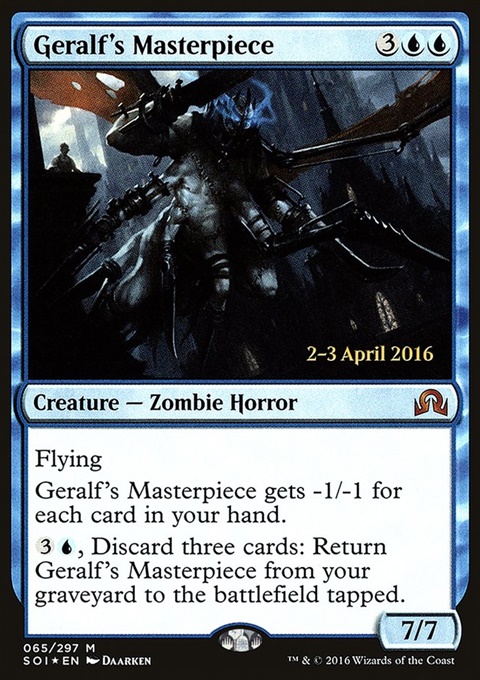 Geralf's Masterpiece 3
2–3 April 2016
Creature — Zombie Horror
Flying
Geralf's Masterpiece gets -1/-1 for
each card in your hand.
3, Discard three cards: Return
Geralf's Masterpiece from your
graveyard to the battlefield tapped.
7/7
065/297 M
SOI★EN Daarken
™ & © 2016 Wizards of the Coast